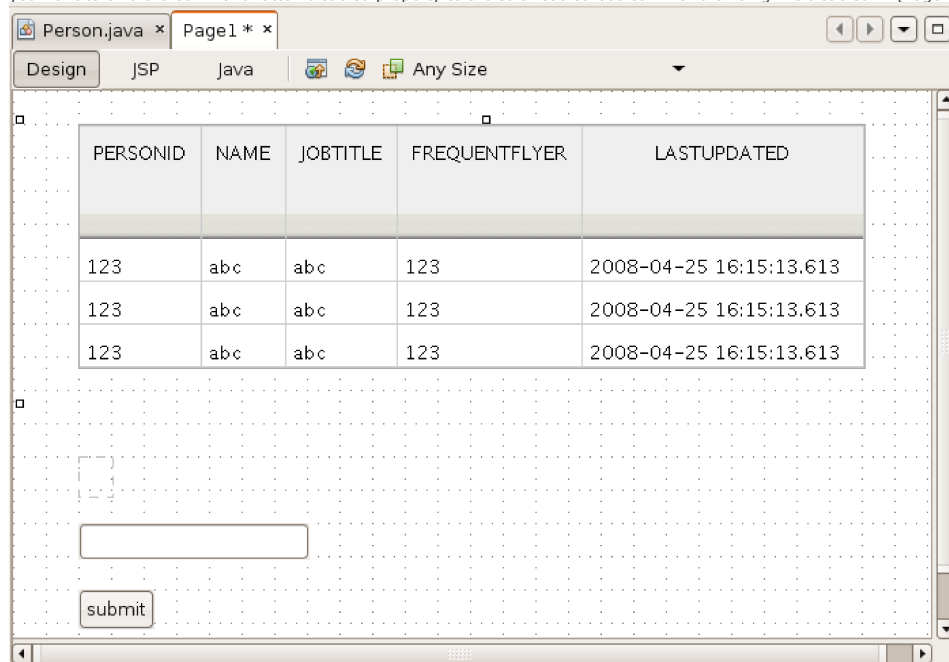 Person.java × Page1 * ×
Design JSP Java Any Size
PERSONID NAME JOBTITLE FREQUENTFLYER LASTUPDATED
123 abc abc 123 2008-04-25 16:15:13.613
123 abc abc 123 2008-04-25 16:15:13.613
123 abc abc 123 2008-04-25 16:15:13.613
submit